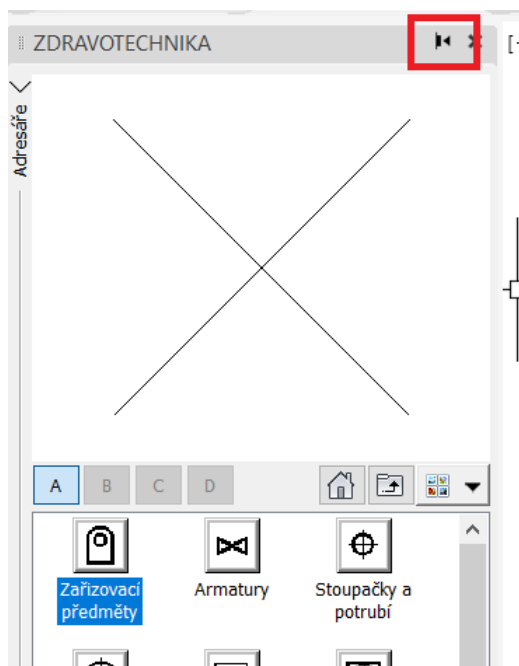 ZDRAVOTECHNIKA
[-
Adresáře
A B C D
Zařizovací
předměty
Armatury
Stoupačky a
potrubí